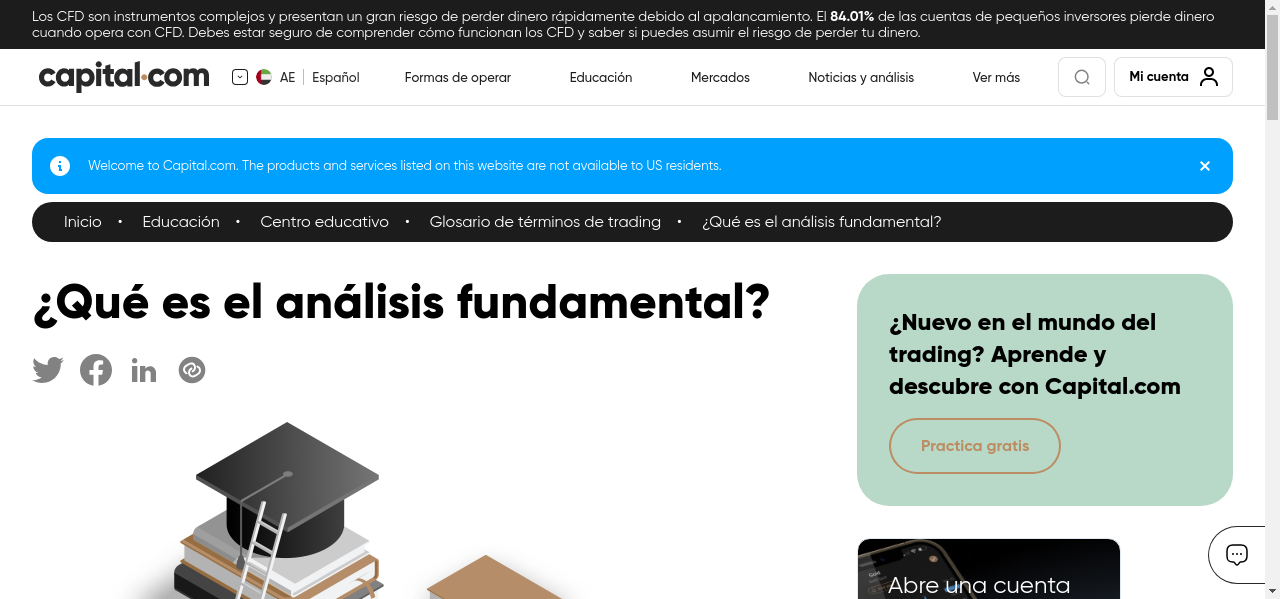 Los CFD son instrumentos complejos y presentan un gran riesgo de perder dinero rápidamente debido al apalancamiento. El 84.01% de las cuentas de pequeños inversores pierde dinero
cuando opera con CFD. Debes estar seguro de comprender cómo funcionan los CFD y saber si puedes asumir el riesgo de perder tu dinero.
capital.com AE Español Formas de operar Educación Mercados Noticias y análisis Ver más Mi cuenta
Welcome to Capital.com. The products and services listed on this website are not available to US residents.
Inicio • Educación • Centro educativo • Glosario de términos de trading • ¿Qué es el análisis fundamental?
¿Qué es el análisis fundamental?
¿Nuevo en el mundo del
trading? Aprende y
descubre con Capital.com
Practica gratis
Abre una cuenta